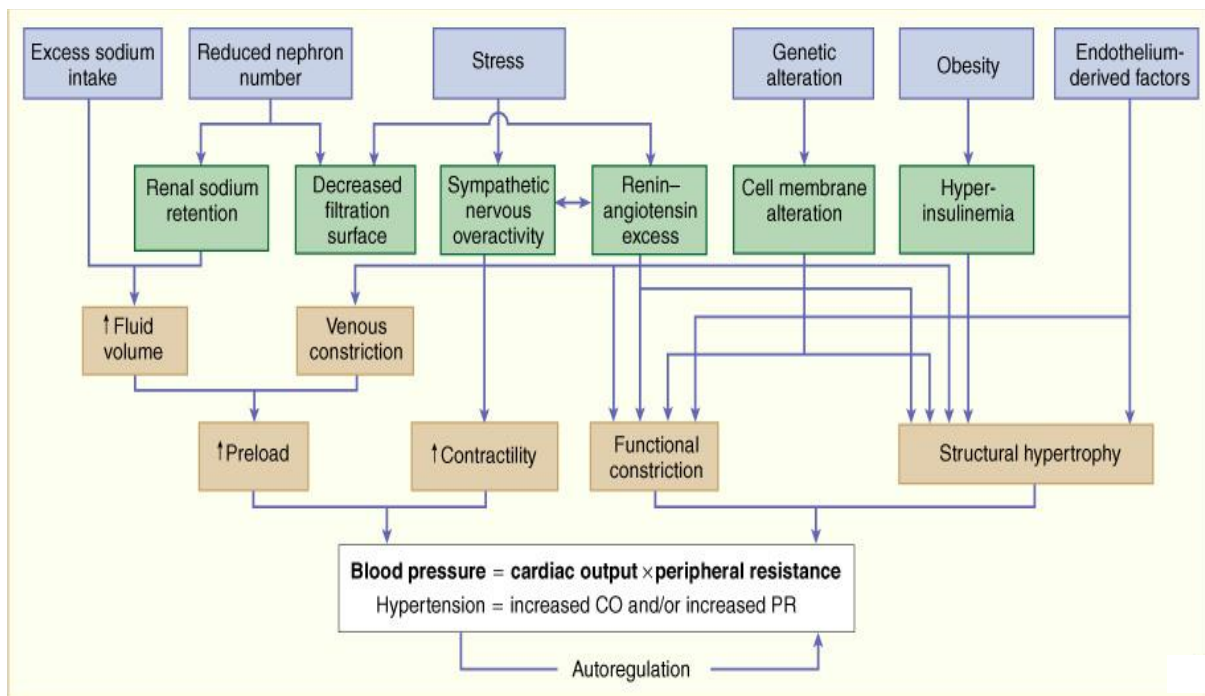 Excess sodium
intake
Reduced nephron
number
Stress
Genetic
alteration
Obesity
Endothelium-
derived factors
Renal sodium
retention
Decreased
filtration
surface
Sympathetic
nervous
overactivity
Renin–
angiotensin
excess
Cell membrane
alteration
Hyper-
insulinemia
↑Fluid
volume
Venous
constriction
↑Preload
↑Contractility
Functional
constriction
Structural hypertrophy
Blood pressure = cardiac output ×peripheral resistance
Hypertension = increased CO and/or increased PR
Autoregulation